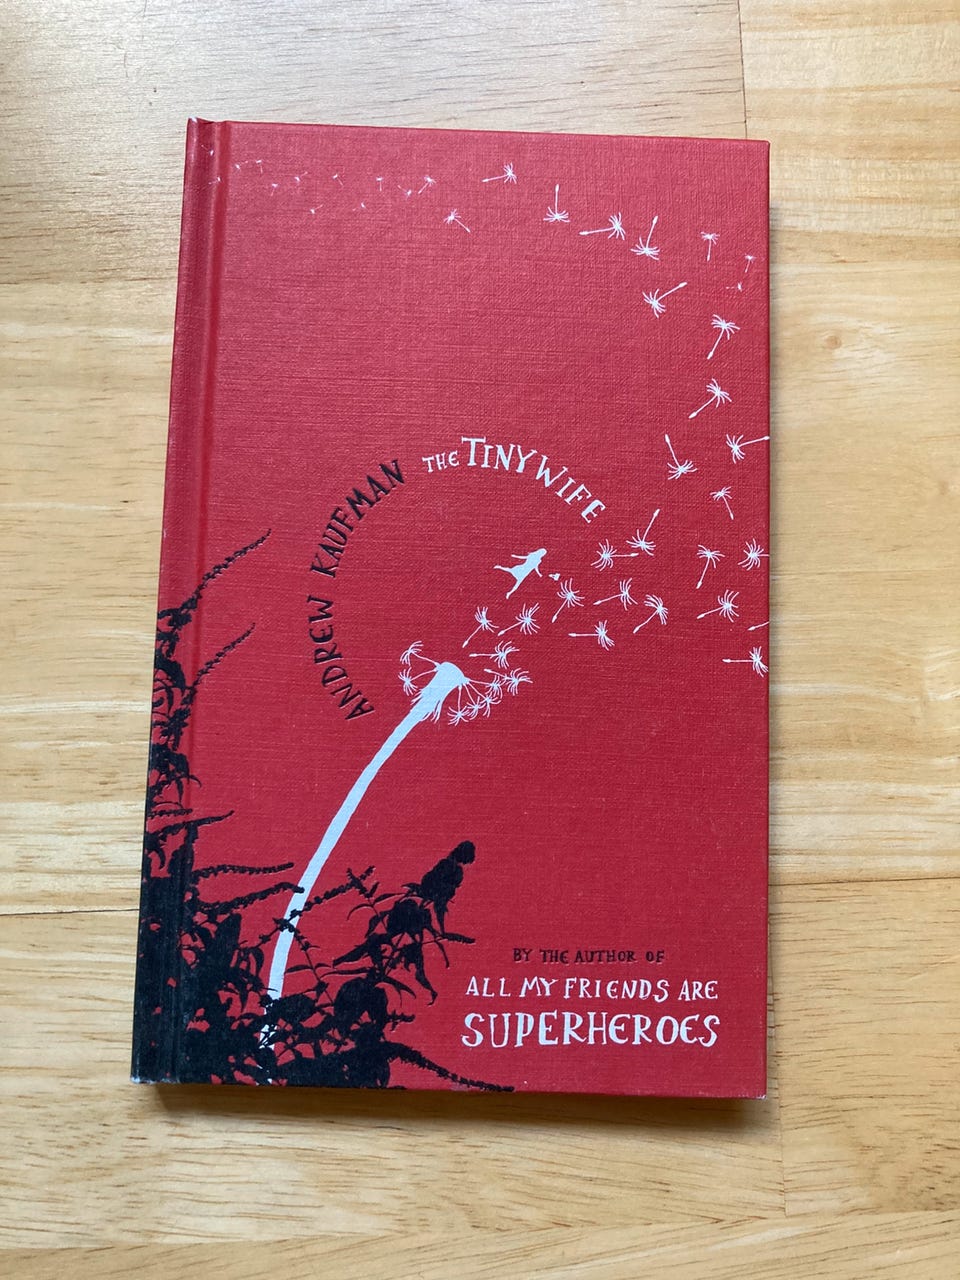 ANDREW KAUFMAN
THE TINY WIFE
BY THE AUTHOR OF
ALL MY FRIENDS ARE
SUPERHEROES